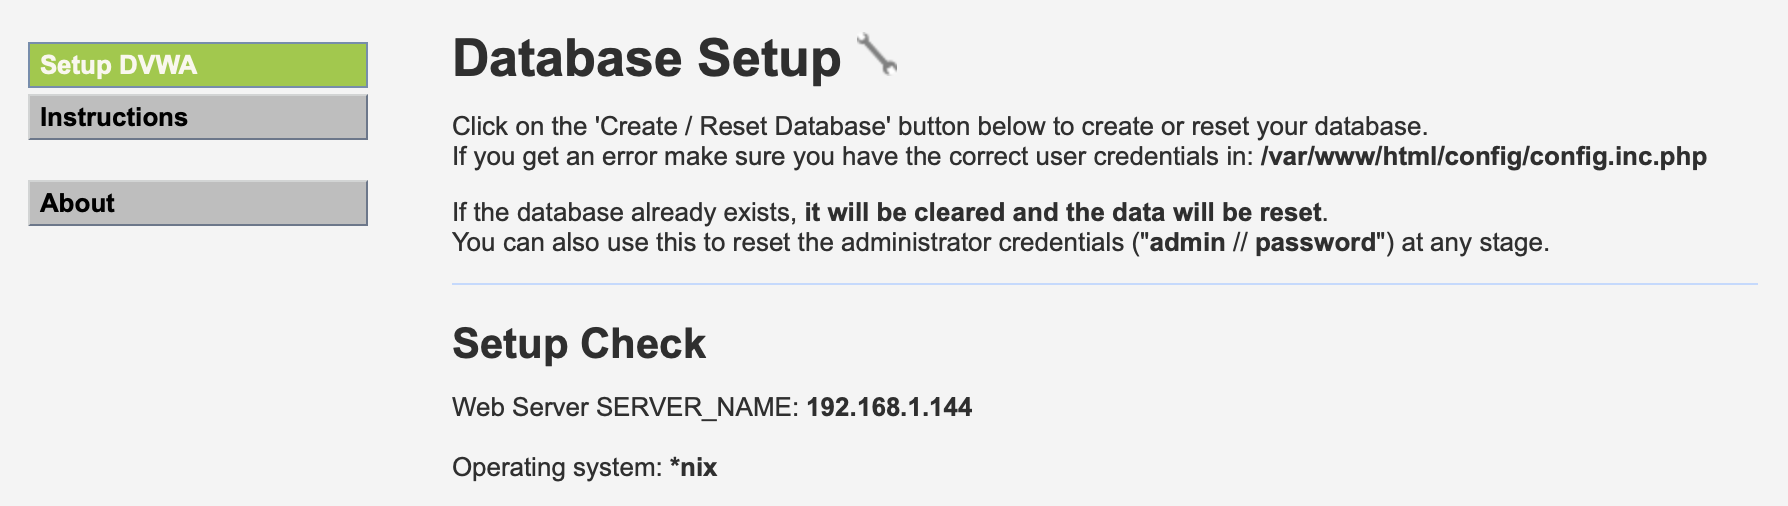 Setup DVWA
Instructions
About
Database Setup
Click on the 'Create / Reset Database' button below to create or reset your database.
If you get an error make sure you have the correct user credentials in: /var/www/html/config/config.inc.php
If the database already exists, it will be cleared and the data will be reset.
You can also use this to reset the administrator credentials ("admin // password") at any stage.
Setup Check
Web Server SERVER_NAME: 192.168.1.144
Operating system: *nix